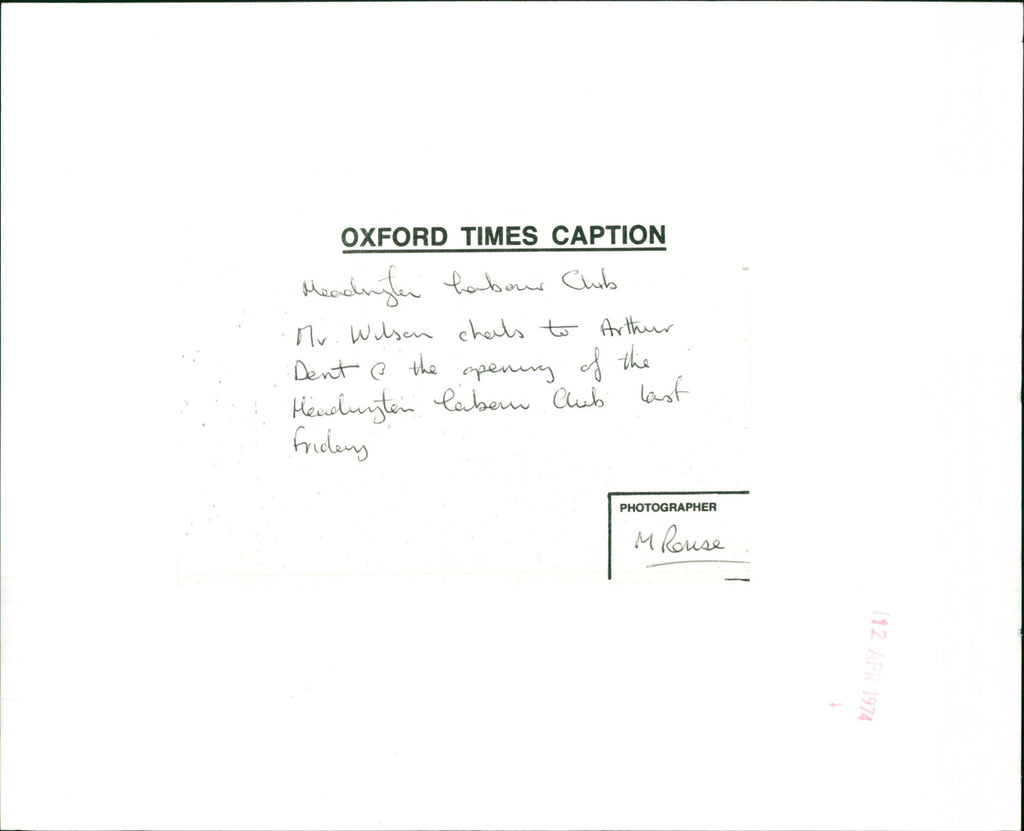 OXFORD TIMES CAPTION
Headington Labour Club
Mr. Wilson chats to Arthur
Dent @ the opening of the
Headington Labour Club last
Friday
PHOTOGRAPHER
M Rouse
12 APR 1974